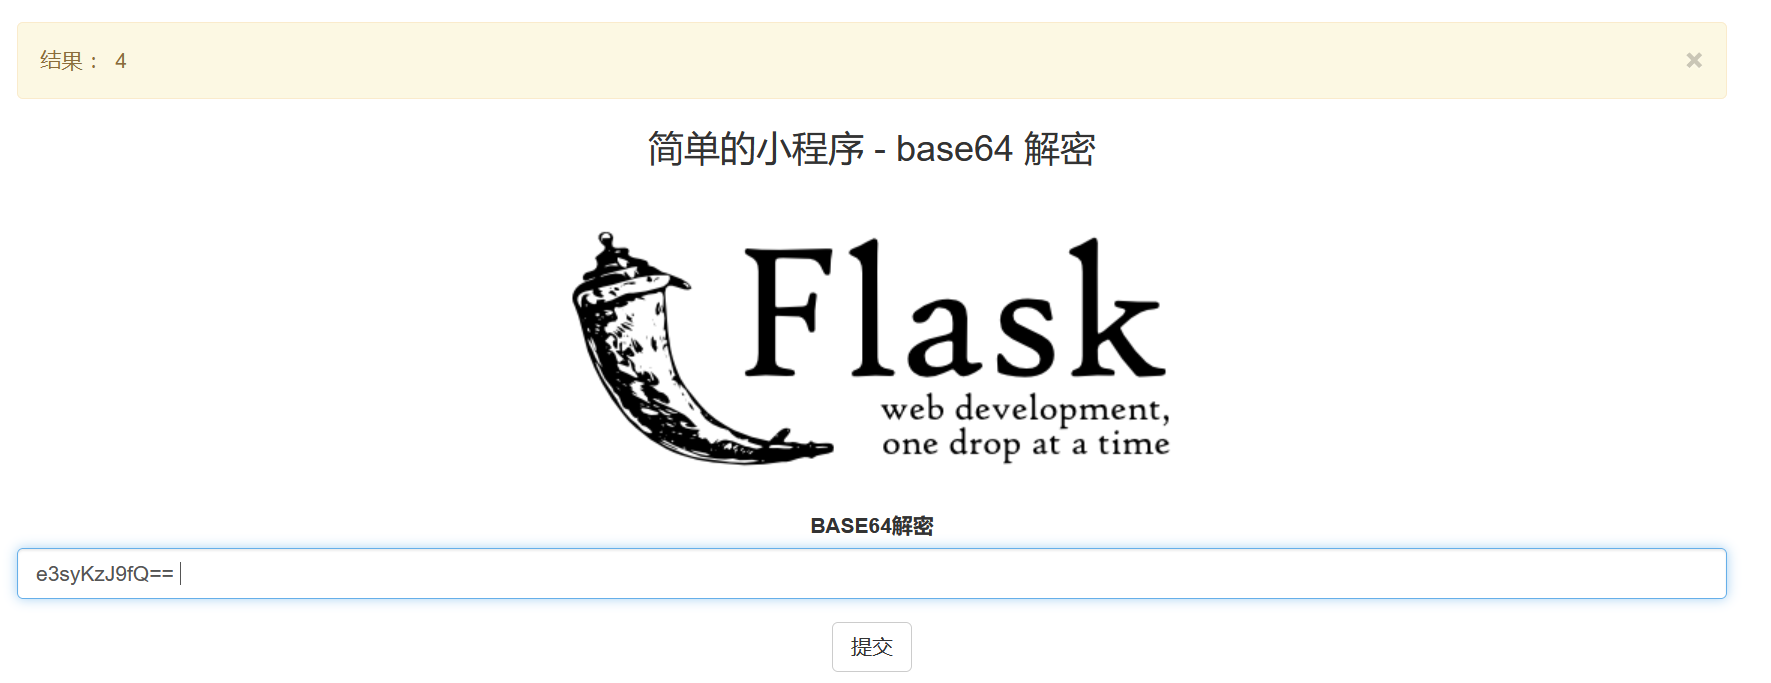 结果： 4
×
简单的小程序 - base64 解密
Flask
web development,
one drop at a time
BASE64解密
e3syKzJ9fQ==
提交